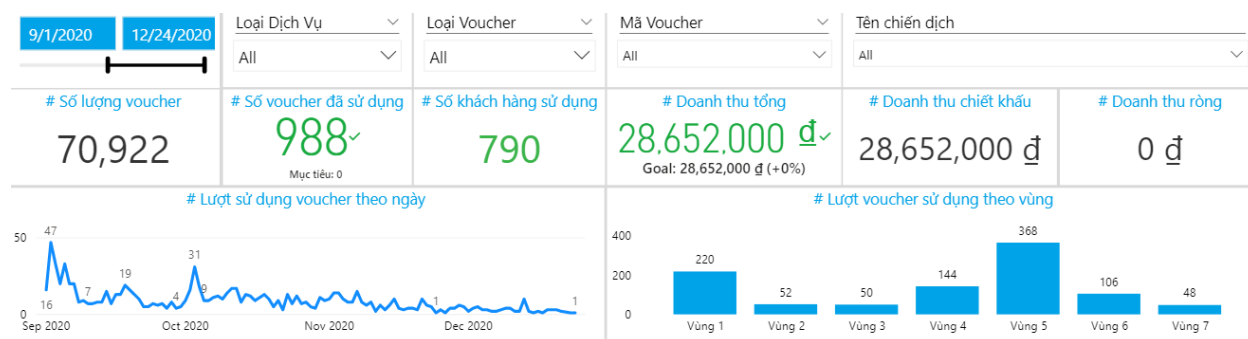 9/1/2020 12/24/2020
Loại Dịch Vụ
All
Loại Voucher
All
Mã Voucher
All
Tên chiến dịch
All
# Số lượng voucher
70,922
# Số voucher đã sử dụng
988
Mục tiêu: 0
# Số khách hàng sử dụng
790
# Doanh thu tổng
28,652,000 ₫
Goal: 28,652,000 ₫ (+0%)
# Doanh thu chiết khấu
28,652,000 ₫
# Doanh thu ròng
0 ₫
# Lượt sử dụng voucher theo ngày
50
0
47
16
7
19
4
31
9
1
1
Sep 2020 Oct 2020 Nov 2020 Dec 2020
# Lượt voucher sử dụng theo vùng
400
200
0
220 52 50 144 368 106 48
Vùng 1 Vùng 2 Vùng 3 Vùng 4 Vùng 5 Vùng 6 Vùng 7